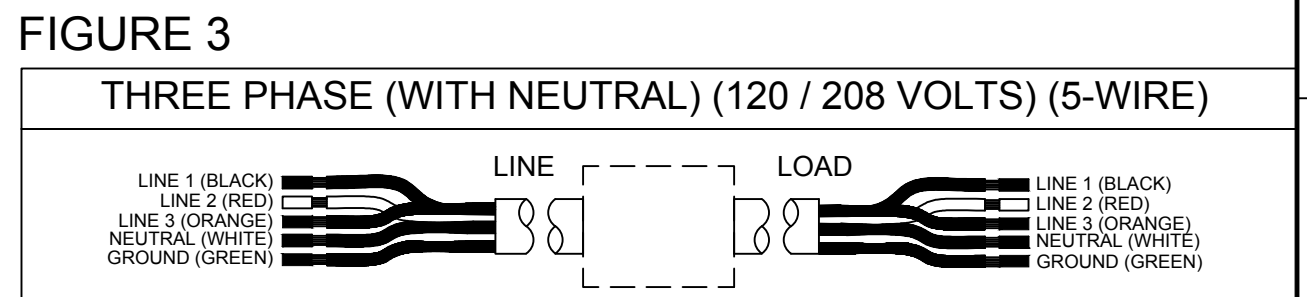 FIGURE 3
THREE PHASE (WITH NEUTRAL) (120 / 208 VOLTS) (5-WIRE)
LINE
LOAD
LINE 1 (BLACK)
LINE 2 (RED)
LINE 3 (ORANGE)
NEUTRAL (WHITE)
GROUND (GREEN)
LINE 1 (BLACK)
LINE 2 (RED)
LINE 3 (ORANGE)
NEUTRAL (WHITE)
GROUND (GREEN)